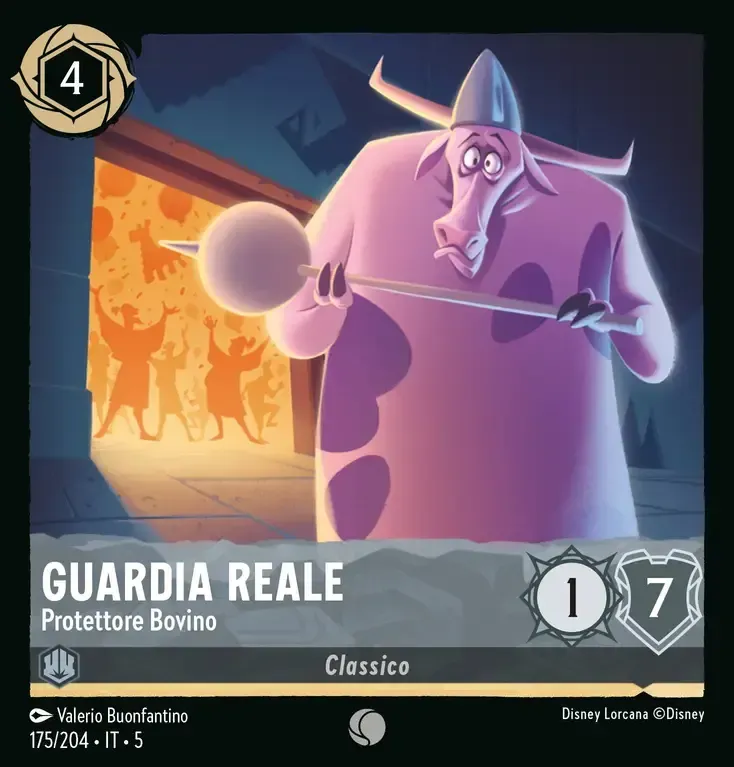 4
GUARDIA REALE
Protettore Bovino
1
7
Classico
Valerio Buonfantino
Disney Lorcana ©Disney
175/204 • IT • 5